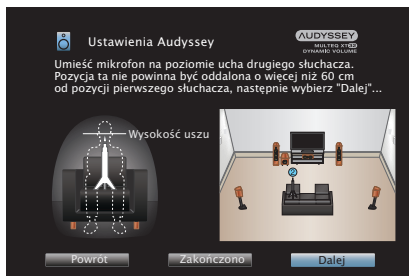 Ustawienia Audyssey
AUDYSSEY
MULTEQ XT32
DYNAMIC VOLUME
Umieść mikrofon na poziomie ucha drugiego słuchacza.
Pozycja ta nie powinna być oddalona o więcej niż 60 cm
od pozycji pierwszego słuchacza, następnie wybierz "Dalej"...
Wysokość uszu
2
Powrót
Zakończono
Dalej